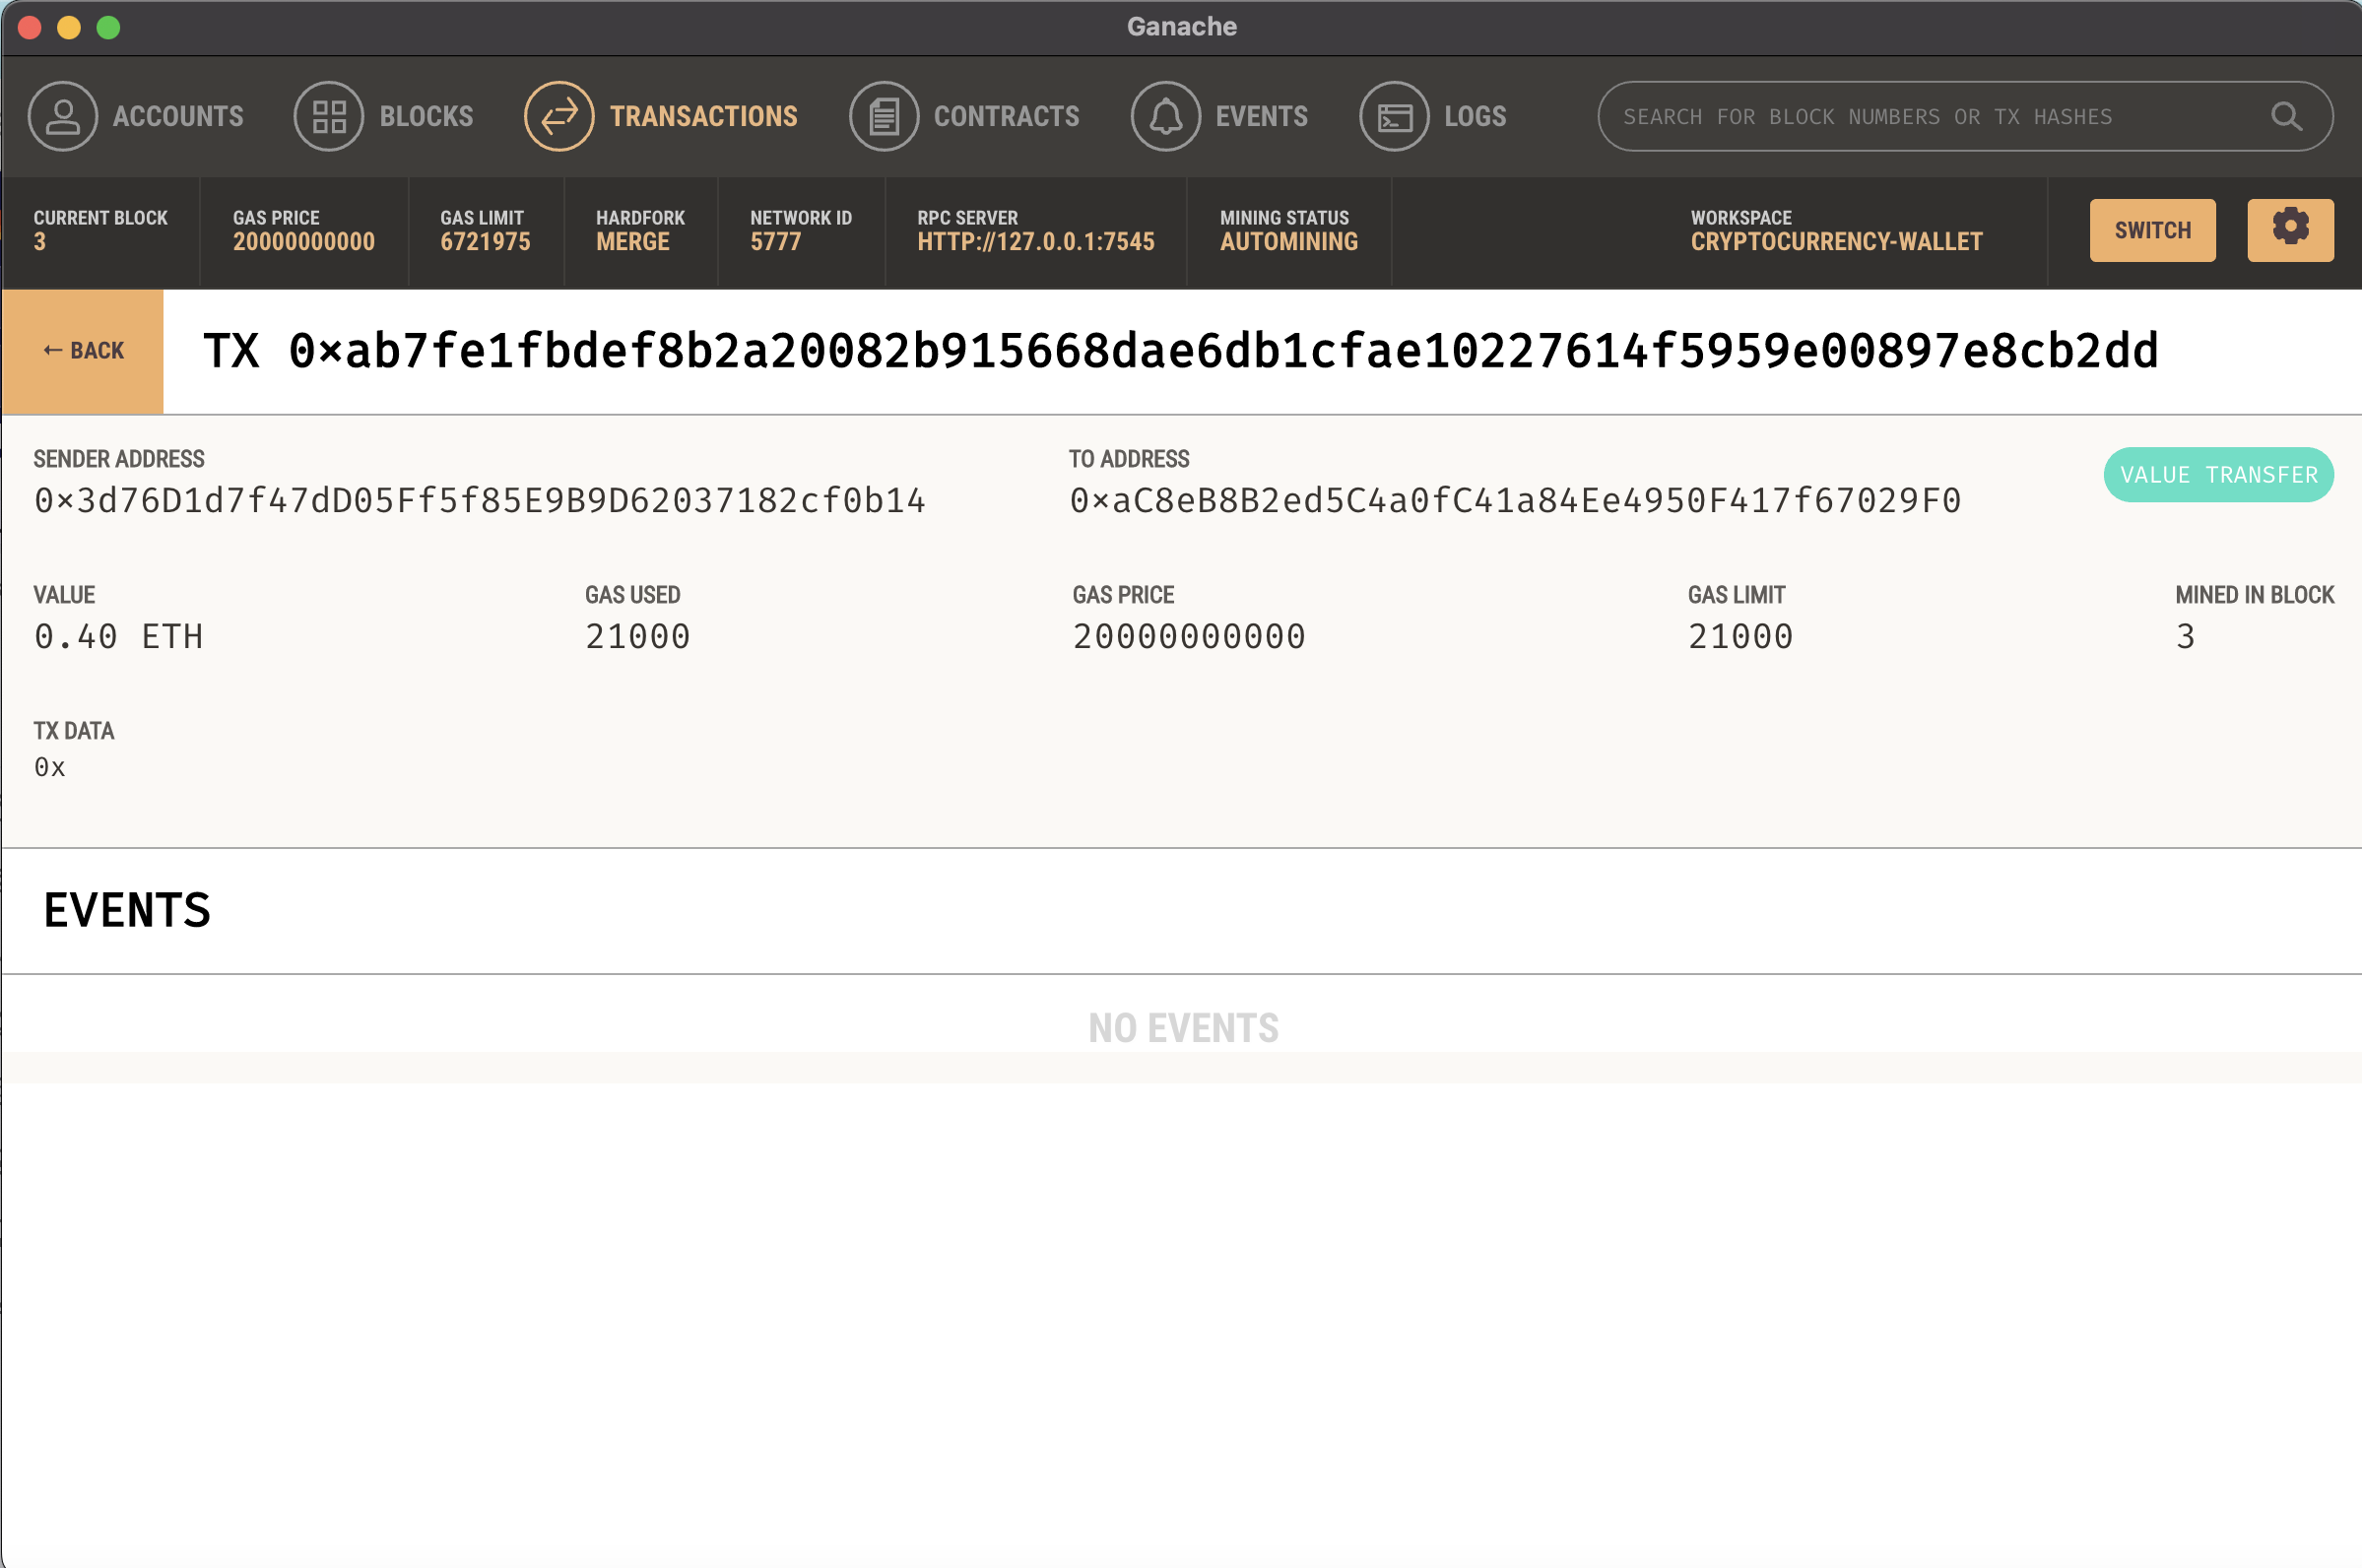 Ganache
ACCOUNTS BLOCKS TRANSACTIONS CONTRACTS EVENTS LOGS SEARCH FOR BLOCK NUMBERS OR TX HASHES
CURRENT BLOCK GAS PRICE GAS LIMIT HARDFORK NETWORK ID RPC SERVER MINING STATUS WORKSPACE
3 20000000000 6721975 MERGE 5777 HTTP://127.0.0.1:7545 AUTOMINING CRYPTOCURRENCY-WALLET SWITCH
← BACK TX 0×ab7fe1fbdef8b2a20082b915668dae6db1cfae10227614f5959e00897e8cb2dd
SENDER ADDRESS TO ADDRESS
0×3d76D1d7f47dD05Ff5f85E9B9D62037182cf0b14 0×aC8eB8B2ed5C4a0fC41a84Ee4950F417f67029F0 VALUE TRANSFER
VALUE GAS USED GAS PRICE GAS LIMIT MINED IN BLOCK
0.40 ETH 21000 20000000000 21000 3
TX DATA
0x
EVENTS
NO EVENTS